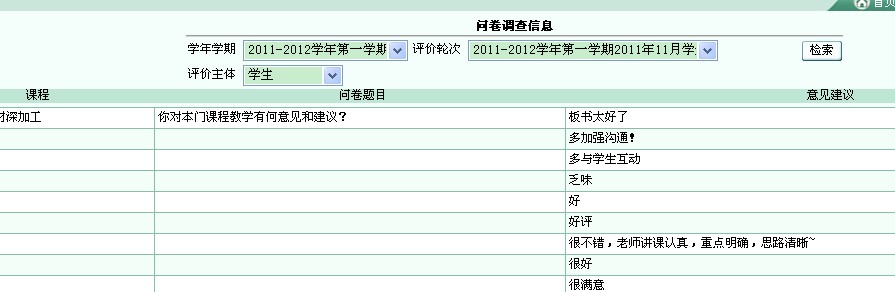 首页
问卷调查信息
学年学期 2011-2012学年第一学期 评价轮次 2011-2012学年第一学期2011年11月学 检索
评价主体 学生
课程 问卷题目 意见建议
材深加工 你对本门课程教学有何意见和建议？ 板书太好了
多加强沟通！
多与学生互动
乏味
好
好评
很不错，老师讲课认真，重点明确，思路清晰~
很好
很满意